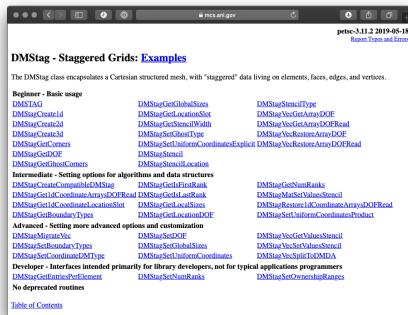 mcs.anl.gov
petsc-3.11.2 2019-05-18
Report Typos and Errors
DMStag - Staggered Grids: Examples
The DMStag class encapsulates a Cartesian structured mesh, with "staggered" data living on elements, faces, edges, and vertices.
Beginner - Basic usage
DMSTAG DMStagGetGlobalSizes DMStagStencilType
DMStagCreate1d DMStagGetLocationSlot DMStagVecGetArrayDOF
DMStagCreate2d DMStagGetStencilWidth DMStagVecGetArrayDOFRead
DMStagCreate3d DMStagSetGhostType DMStagVecRestoreArrayDOF
DMStagGetCorners DMStagSetUniformCoordinatesExplicit DMStagVecRestoreArrayDOFRead
DMStagGetDOF DMStagStencil
DMStagGetGhostCorners DMStagStencilLocation
Intermediate - Setting options for algorithms and data structures
DMStagCreateCompatibleDMStag DMStagGetIsFirstRank DMStagGetNumRanks
DMStagGet1dCoordinateArraysDOFRead DMStagGetIsLastRank DMStagMatSetValuesStencil
DMStagGet1dCoordinateLocationSlot DMStagGetLocalSizes DMStagRestore1dCoordinateArraysDOFRead
DMStagGetBoundaryTypes DMStagGetLocationDOF DMStagSetUniformCoordinatesProduct
Advanced - Setting more advanced options and customization
DMStagMigrateVec DMStagSetDOF DMStagVecGetValuesStencil
DMStagSetBoundaryTypes DMStagSetGlobalSizes DMStagVecSetValuesStencil
DMStagSetCoordinateDMType DMStagSetUniformCoordinates DMStagVecSplitToDMDA
Developer - Interfaces intended primarily for library developers, not for typical applications programmers
DMStagGetEntriesPerElement DMStagSetNumRanks DMStagSetOwnershipRanges
No deprecated routines
Table of Contents